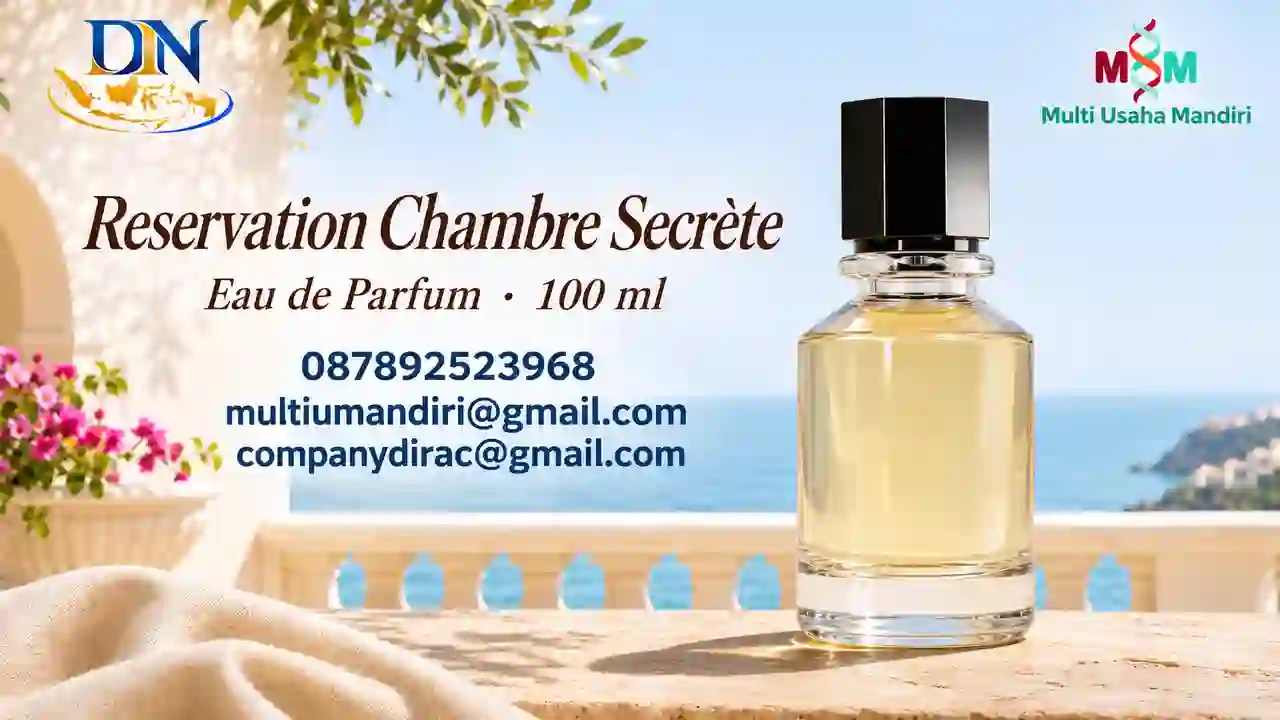 DN
MM
Multi Usaha Mandiri
Reservation Chambre Secrète
Eau de Parfum · 100 ml
087892523968
multiumandiri@gmail.com
companydirac@gmail.com